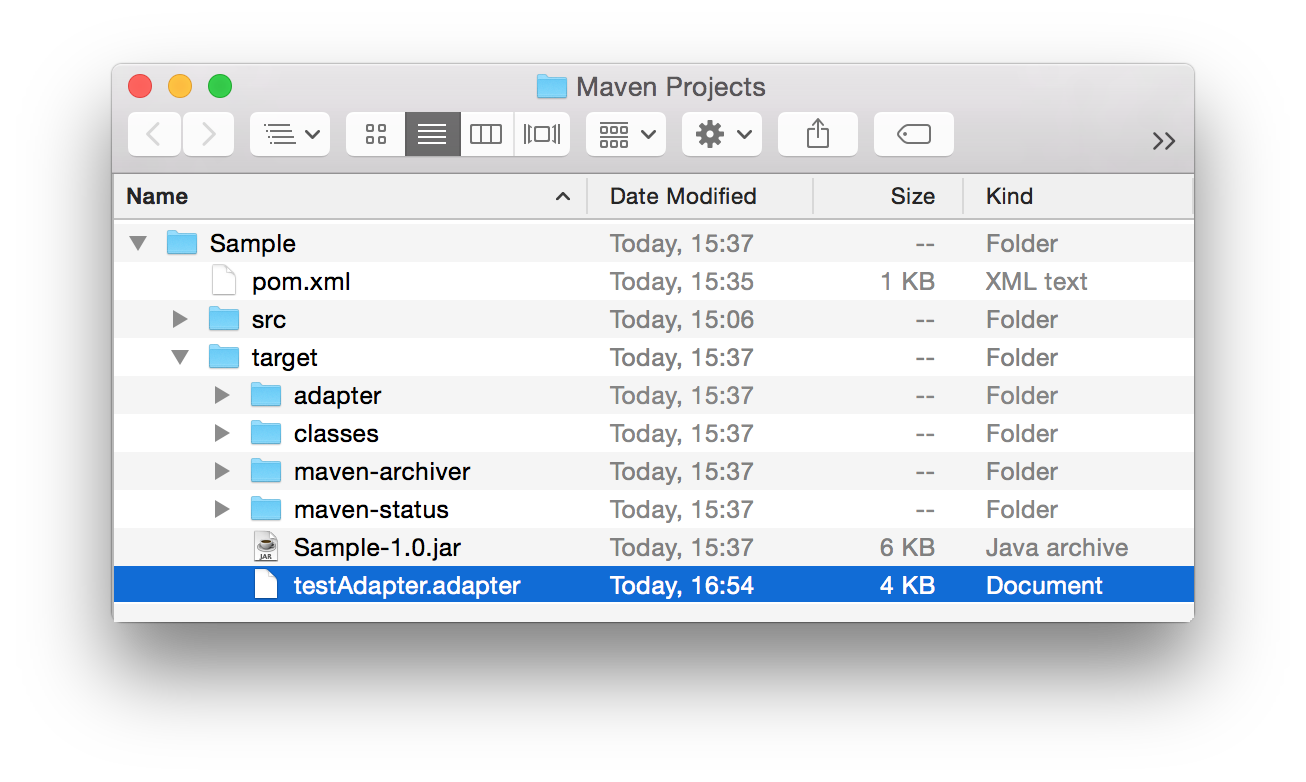 Maven Projects
Name Date Modified Size Kind
Sample Today, 15:37 -- Folder
pom.xml Today, 15:35 1 KB XML text
src Today, 15:06 -- Folder
target Today, 15:37 -- Folder
adapter Today, 15:37 -- Folder
classes Today, 15:37 -- Folder
maven-archiver Today, 15:37 -- Folder
maven-status Today, 15:37 -- Folder
JAR Sample-1.0.jar Today, 15:37 6 KB Java archive
testAdapter.adapter Today, 16:54 4 KB Document